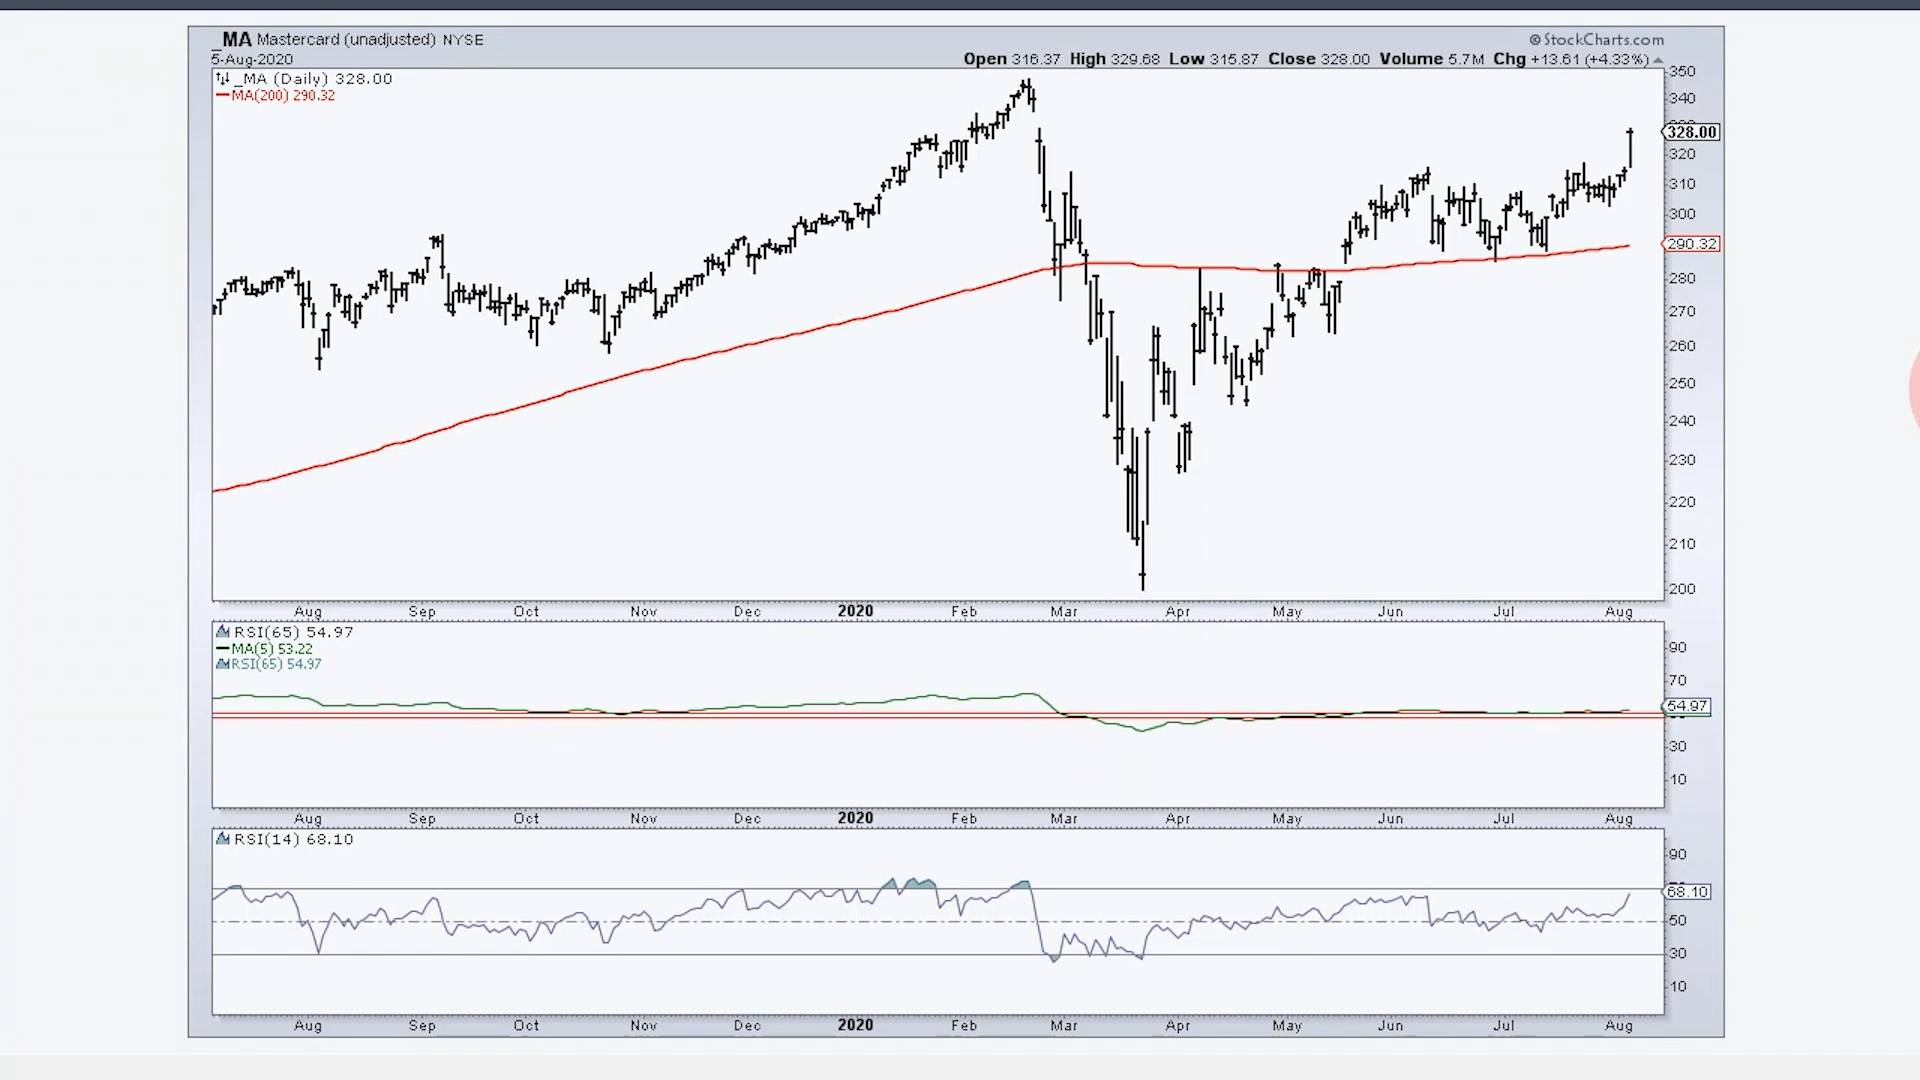 _MA Mastercard (unadjusted) NYSE
© StockCharts.com
5-Aug-2020
Open 316.37 High 329.68 Low 315.87 Close 328.00 Volume 5.7M Chg +13.61 (+4.33%)
_MA (Daily) 328.00
MA(200) 290.32
350
340
328.00
320
310
300
290.32
280
270
260
250
240
230
220
210
200
Aug Sep Oct Nov Dec 2020 Feb Mar Apr May Jun Jul Aug
RSI(65) 54.97
MA(5) 53.22
RSI(65) 54.97
90
70
54.97
30
10
Aug Sep Oct Nov Dec 2020 Feb Mar Apr May Jun Jul Aug
RSI(14) 68.10
90
68.10
50
30
10
Aug Sep Oct Nov Dec 2020 Feb Mar Apr May Jun Jul Aug